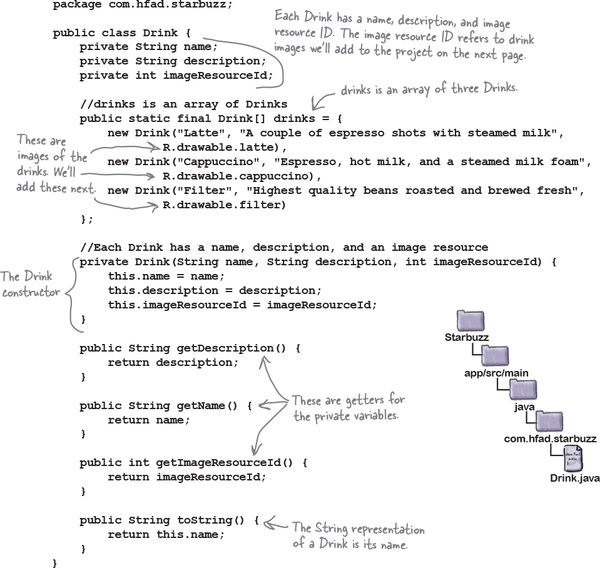 package com.hfad.starbuzz;
Each Drink has a name, description, and image
resource ID. The image resource ID refers to drink
images we'll add to the project on the next page.
public class Drink {
private String name;
private String description;
private int imageResourceId;
drinks is an array of three Drinks.
//drinks is an array of Drinks
public static final Drink[] drinks = {
new Drink("Latte", "A couple of espresso shots with steamed milk",
R.drawable.latte),
new Drink("Cappuccino", "Espresso, hot milk, and a steamed milk foam",
R.drawable.cappuccino),
new Drink("Filter", "Highest quality beans roasted and brewed fresh",
R.drawable.filter)
};
These are
images of the
drinks. We'll
add these next.
//Each Drink has a name, description, and an image resource
private Drink(String name, String description, int imageResourceId) {
this.name = name;
this.description = description;
this.imageResourceId = imageResourceId;
}
The Drink
constructor
public String getDescription() {
return description;
}
public String getName() {
return name;
}
These are getters for
the private variables.
public int getImageResourceId() {
return imageResourceId;
}
public String toString() {
return this.name;
}
}
The String representation
of a Drink is its name.
Starbuzz
app/src/main
java
com.hfad.starbuzz
Drink.java